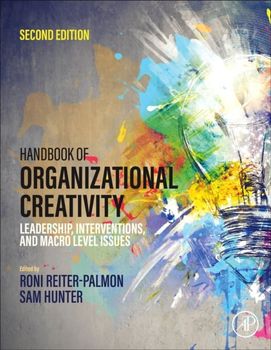 SECOND EDITION
HANDBOOK OF
ORGANIZATIONAL
CREATIVITY
LEADERSHIP, INTERVENTIONS,
AND MACRO LEVEL ISSUES
Edited by
RONI REITER-PALMON
SAM HUNTER